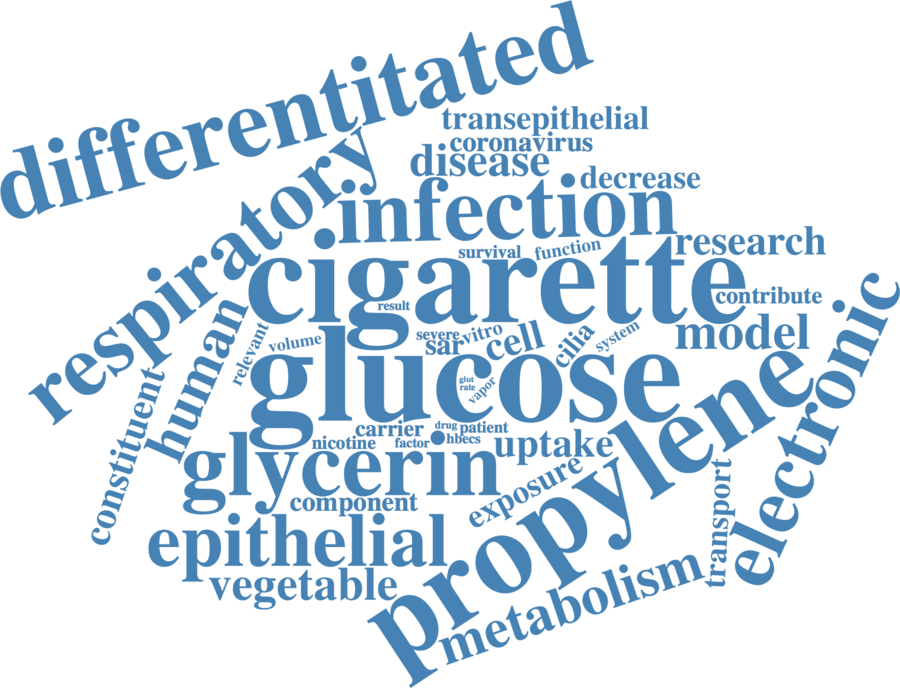 differentitated
transepithelial
coronavirus
disease
decrease
respiratory
infection
research
survival
function
cigarette
contribute
result
human
relevant
volume
severe
vitro
sar
cell
cilia
system
model
electronic
glucose
glut
rate
vapor
propylene
constituent
carrier
drug
patient
nicotine
factor
hbecs
uptake
glycerin
exposure
component
transport
epithelial
vegetable
metabolism